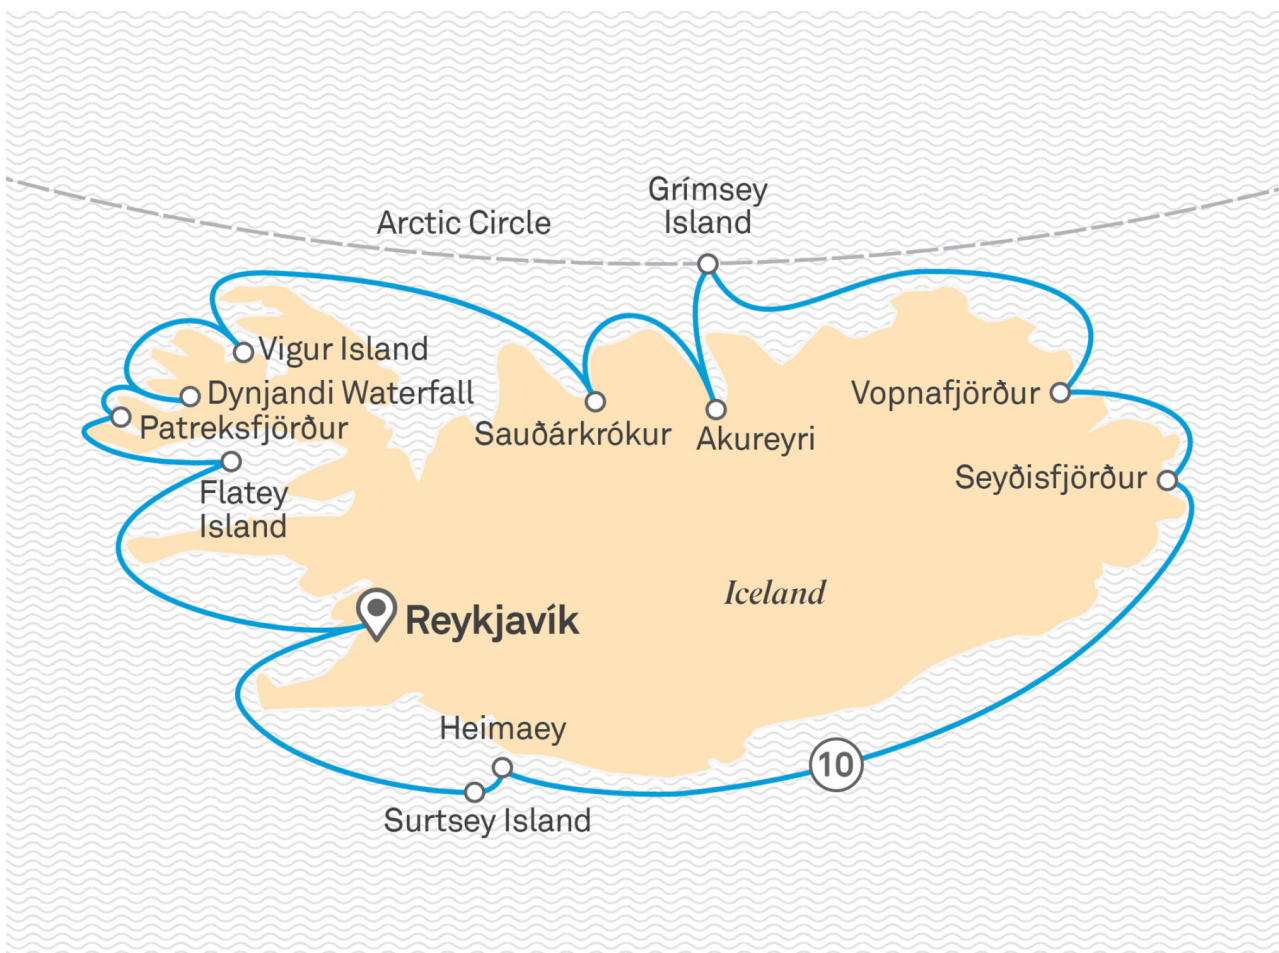 Grímsey
Island
Arctic Circle
Vigur Island
Dynjandi Waterfall
Patreksfjörður
Vopnafjörður
Sauðárkrókur
Akureyri
Seyðisfjörður
Flatey
Island
Iceland
Reykjavík
Heimaey
10
Surtsey Island